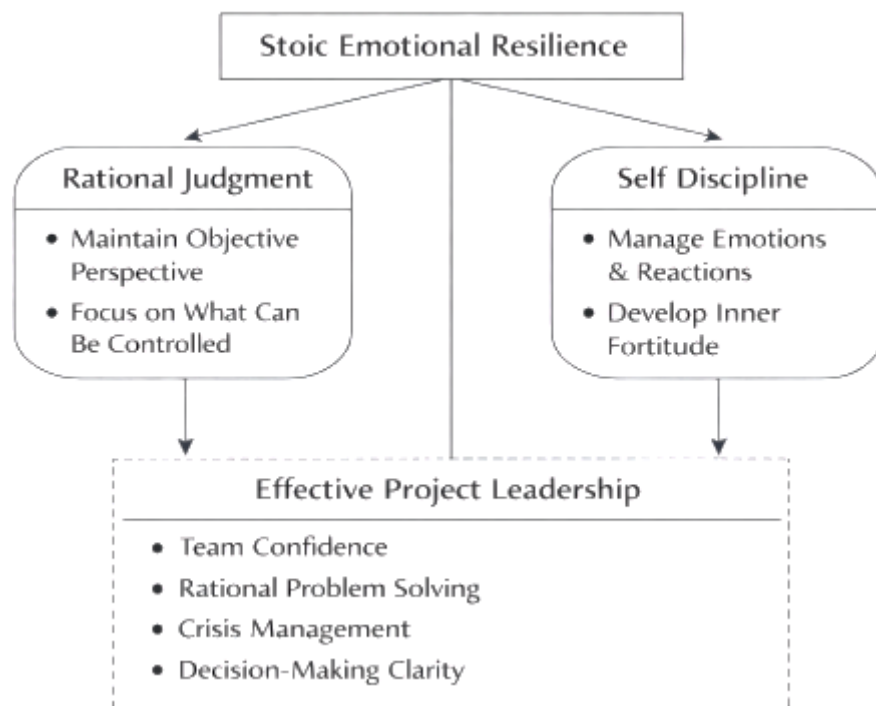 Stoic Emotional Resilience
Rational Judgment
• Maintain Objective
Perspective
• Focus on What Can
Be Controlled
Self Discipline
• Manage Emotions
& Reactions
• Develop Inner
Fortitude
Effective Project Leadership
• Team Confidence
• Rational Problem Solving
• Crisis Management
• Decision-Making Clarity